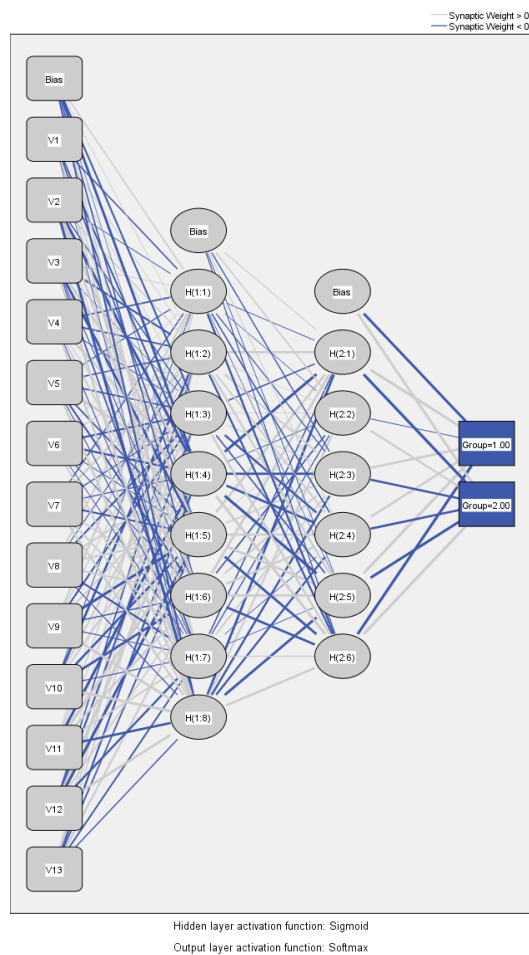 Synaptic Weight > 0
Synaptic Weight < 0
Bias
V1
V2
V3
V4
V5
V6
V7
V8
V9
V10
V11
V12
V13
Bias
H(1:1)
H(1:2)
H(1:3)
H(1:4)
H(1:5)
H(1:6)
H(1:7)
H(1:8)
Bias
H(2:1)
H(2:2)
H(2:3)
H(2:4)
H(2:5)
H(2:6)
Group=1.00
Group=2.00
Hidden layer activation function: Sigmoid
Output layer activation function: Softmax